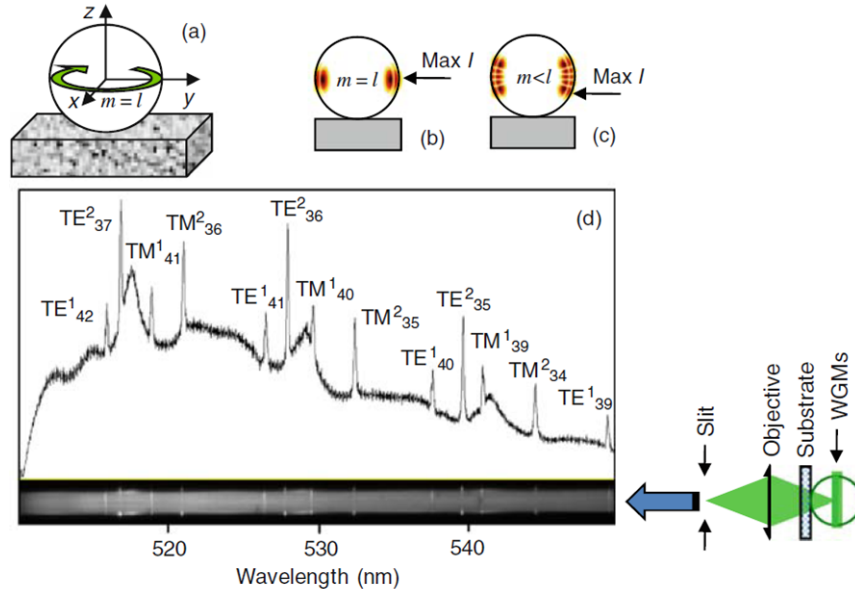 z
(a)
x
m = l
y
m = l
Max I
(b)
m<l
Max I
(c)
(d)
TE²₃₇
TM²₃₆
TM¹₄₁
TE¹₄₂
TE²₃₆
TE¹₄₁
TM¹₄₀
TM²₃₅
TE²₃₅
TE¹₄₀
TM¹₃₉
TM²₃₄
TE¹₃₉
Slit
Objective
Substrate
WGMs
520
530
540
Wavelength (nm)